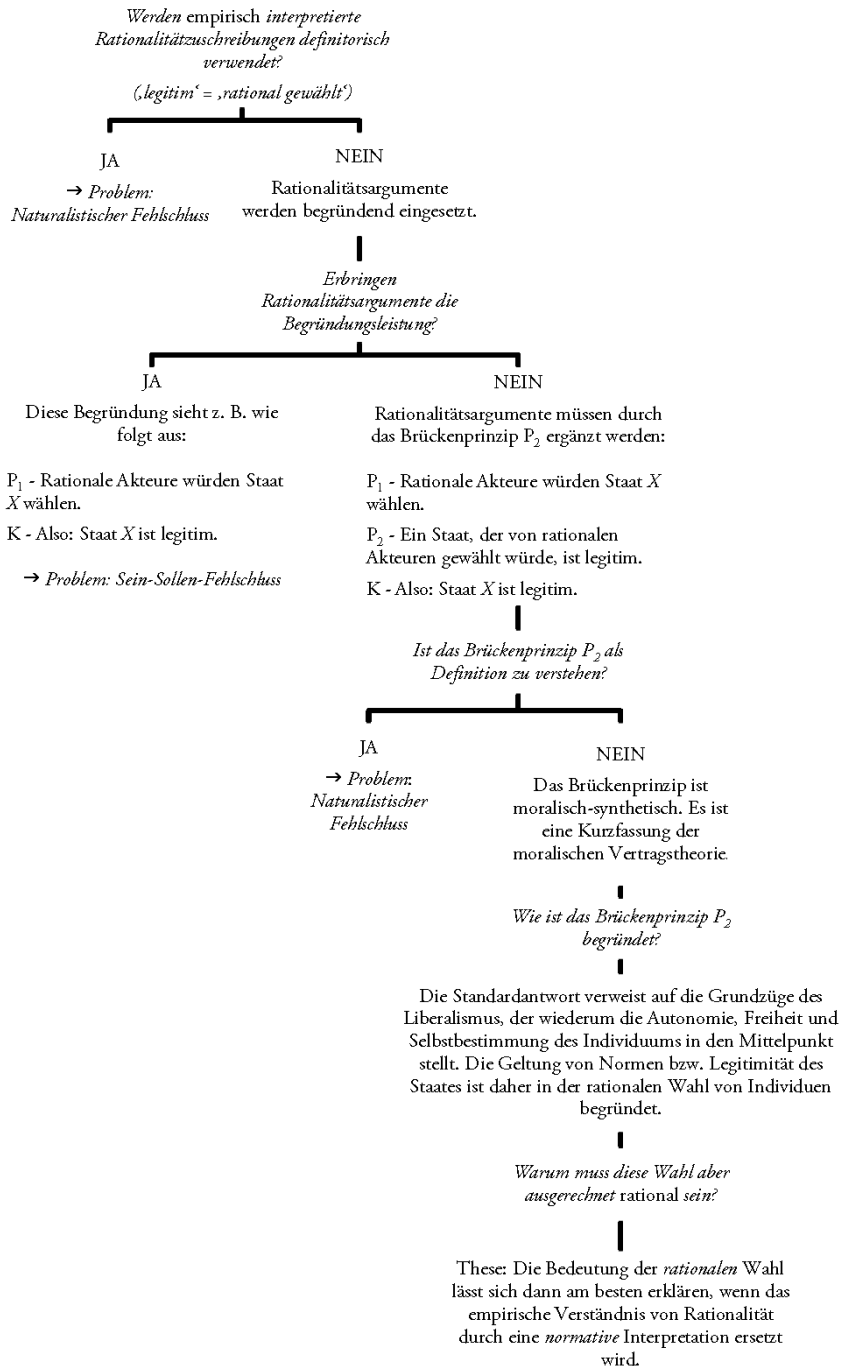 Werden empirisch interpretierte
Rationalitätzuschreibungen definitorisch
verwendet?
(‚legitim‘ = ‚rational gewählt‘)
JA
→ Problem:
Naturalistischer Fehlschluss
NEIN
Rationalitätsargumente
werden begründend eingesetzt.
Erbringen
Rationalitätsargumente die
Begründungsleistung?
JA
Diese Begründung sieht z. B. wie
folgt aus:
P₁ - Rationale Akteure würden Staat
X wählen.
K - Also: Staat X ist legitim.
→ Problem: Sein-Sollen-Fehlschluss
NEIN
Rationalitätsargumente müssen durch
das Brückenprinzip P₂ ergänzt werden:
P₁ - Rationale Akteure würden Staat X
wählen.
P₂ - Ein Staat, der von rationalen
Akteuren gewählt würde, ist legitim.
K - Also: Staat X ist legitim.
Ist das Brückenprinzip P₂ als
Definition zu verstehen?
JA
→ Problem:
Naturalistischer
Fehlschluss
NEIN
Das Brückenprinzip ist
moralisch-synthetisch. Es ist
eine Kurzfassung der
moralischen Vertragstheorie.
Wie ist das Brückenprinzip P₂
begründet?
Die Standardantwort verweist auf die Grundzüge des
Liberalismus, der wiederum die Autonomie, Freiheit und
Selbstbestimmung des Individuums in den Mittelpunkt
stellt. Die Geltung von Normen bzw. Legitimität des
Staates ist daher in der rationalen Wahl von Individuen
begründet.
Warum muss diese Wahl aber
ausgerechnet rational sein?
These: Die Bedeutung der rationalen Wahl
lässt sich dann am besten erklären, wenn das
empirische Verständnis von Rationalität
durch eine normative Interpretation ersetzt
wird.